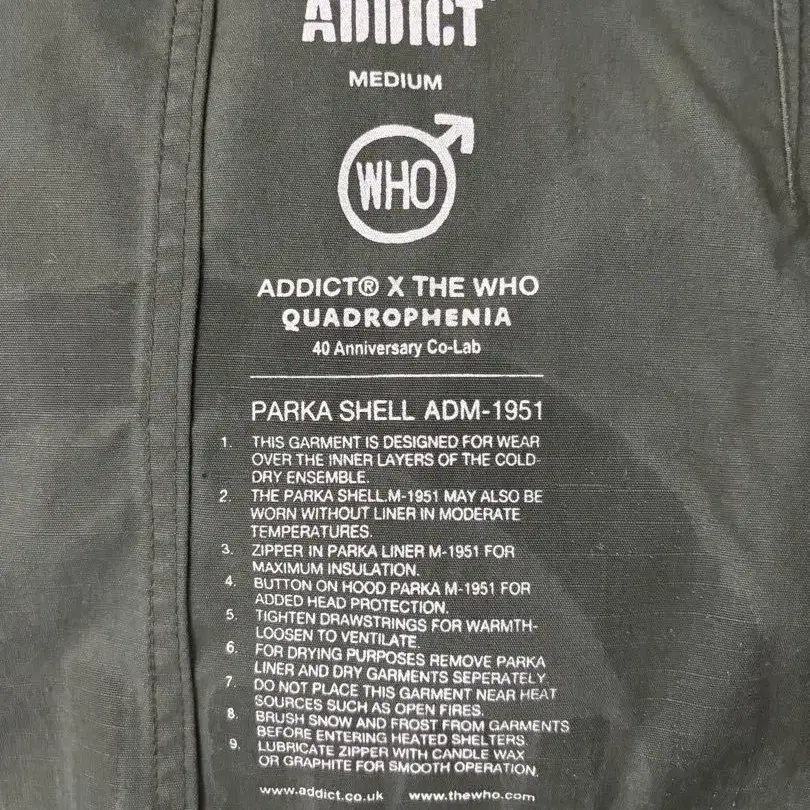 ADDICT
MEDIUM
WHO
ADDICT® X THE WHO
QUADROPHENIA
40 Anniversary Co-Lab
PARKA SHELL ADM-1951
1. THIS GARMENT IS DESIGNED FOR WEAR
OVER THE INNER LAYERS OF THE COLD-
DRY ENSEMBLE.
2. THE PARKA SHELL.M-1951 MAY ALSO BE
WORN WITHOUT LINER IN MODERATE
TEMPERATURES.
3. ZIPPER IN PARKA LINER M-1951 FOR
MAXIMUM INSULATION.
4. BUTTON ON HOOD PARKA M-1951 FOR
ADDED HEAD PROTECTION.
5. TIGHTEN DRAWSTRINGS FOR WARMTH-
LOOSEN TO VENTILATE.
6. FOR DRYING PURPOSES REMOVE PARKA
LINER AND DRY GARMENTS SEPERATELY.
7. DO NOT PLACE THIS GARMENT NEAR HEAT
SOURCES SUCH AS OPEN FIRES.
8. BRUSH SNOW AND FROST FROM GARMENTS
BEFORE ENTERING HEATED SHELTERS.
9. LUBRICATE ZIPPER WITH CANDLE WAX
OR GRAPHITE FOR SMOOTH OPERATION.
www.addict.co.uk www.thewho.com